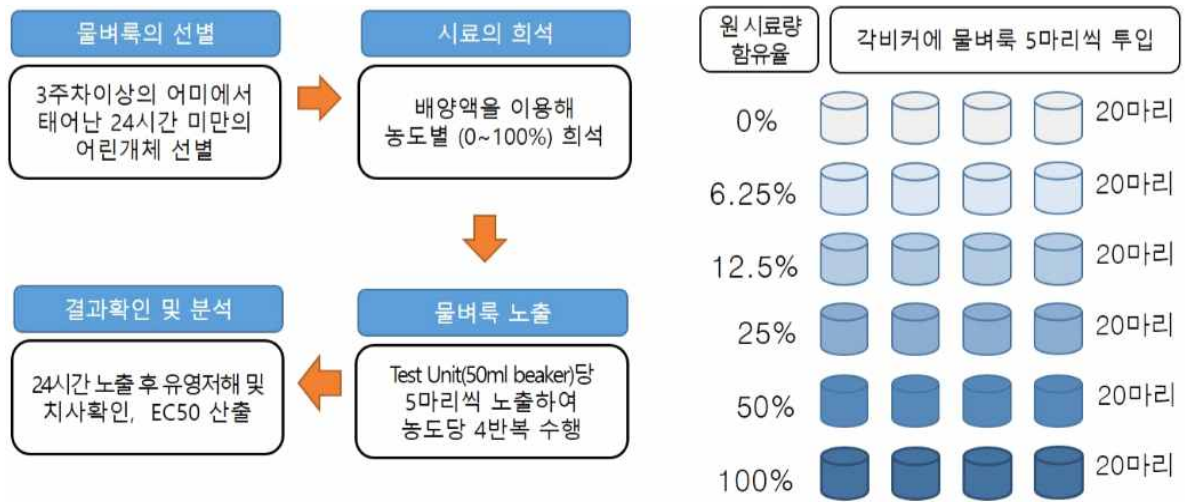 물벼룩의 선별
3주차이상의 어미에서
태어난 24시간 미만의
어린개체 선별
시료의 희석
배양액을 이용해
농도별 (0~100%) 희석
물벼룩 노출
Test Unit(50ml beaker)당
5마리씩 노출하여
농도당 4반복 수행
결과확인 및 분석
24시간 노출 후 유영저해 및
치사확인, EC50 산출
원 시료량
함유율
각비커에 물벼룩 5마리씩 투입
0% 20마리
6.25% 20마리
12.5% 20마리
25% 20마리
50% 20마리
100% 20마리